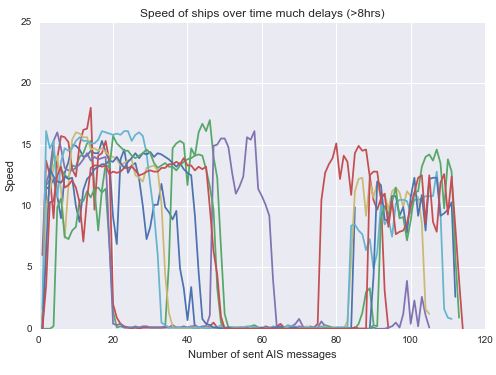 Speed of ships over time much delays (>8hrs)
25
20
15
10
5
0
Speed
0 20 40 60 80 100 120
Number of sent AIS messages